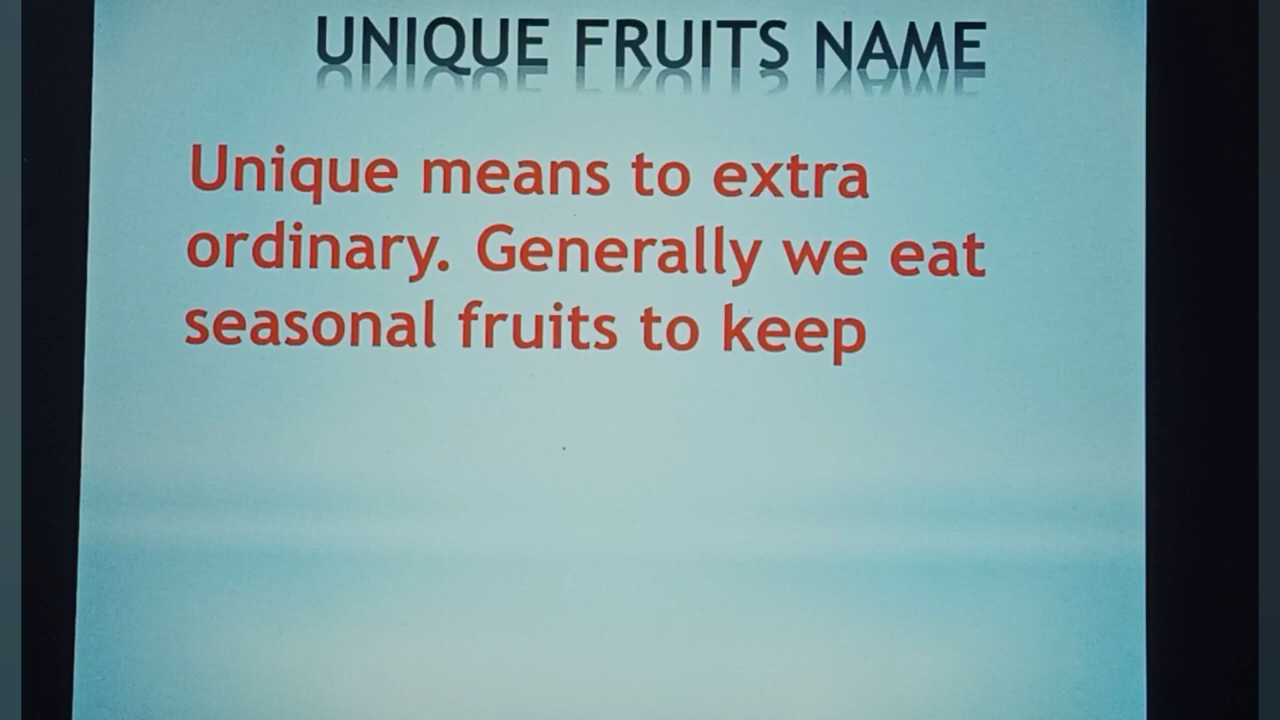 UNIQUE FRUITS NAME
Unique means to extra
ordinary. Generally we eat
seasonal fruits to keep